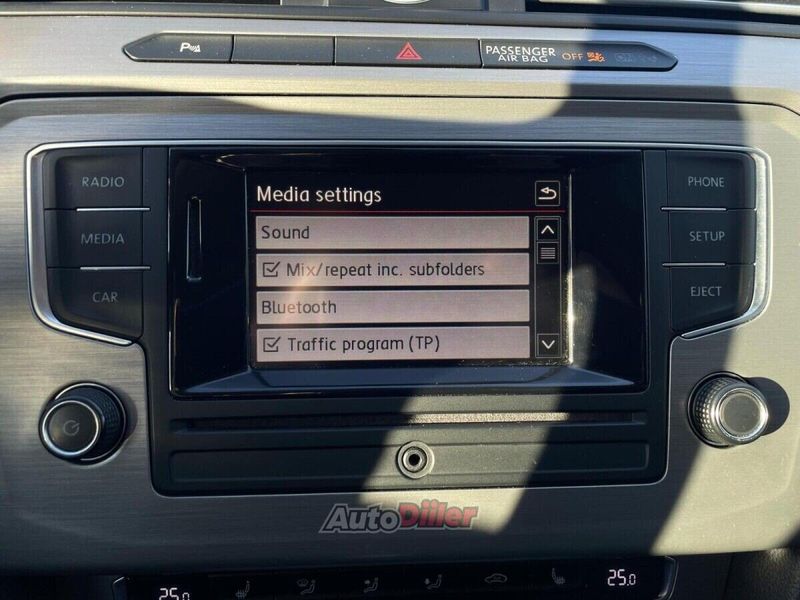 P
PASSENGER
AIR BAG OFF
RADIO
MEDIA
CAR
Media settings
Sound
Mix/repeat inc. subfolders
Bluetooth
Traffic program (TP)
PHONE
SETUP
EJECT
AutoDiler
25.0
25.0